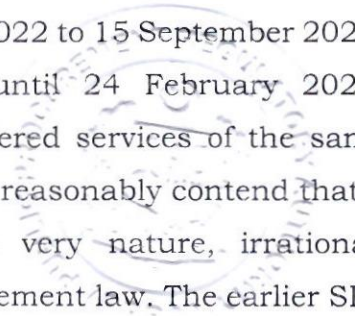 022 to 15 September 202
until 24 February 202
ered services of the san
reasonably contend that
very nature, irrationa
ement law. The earlier SI